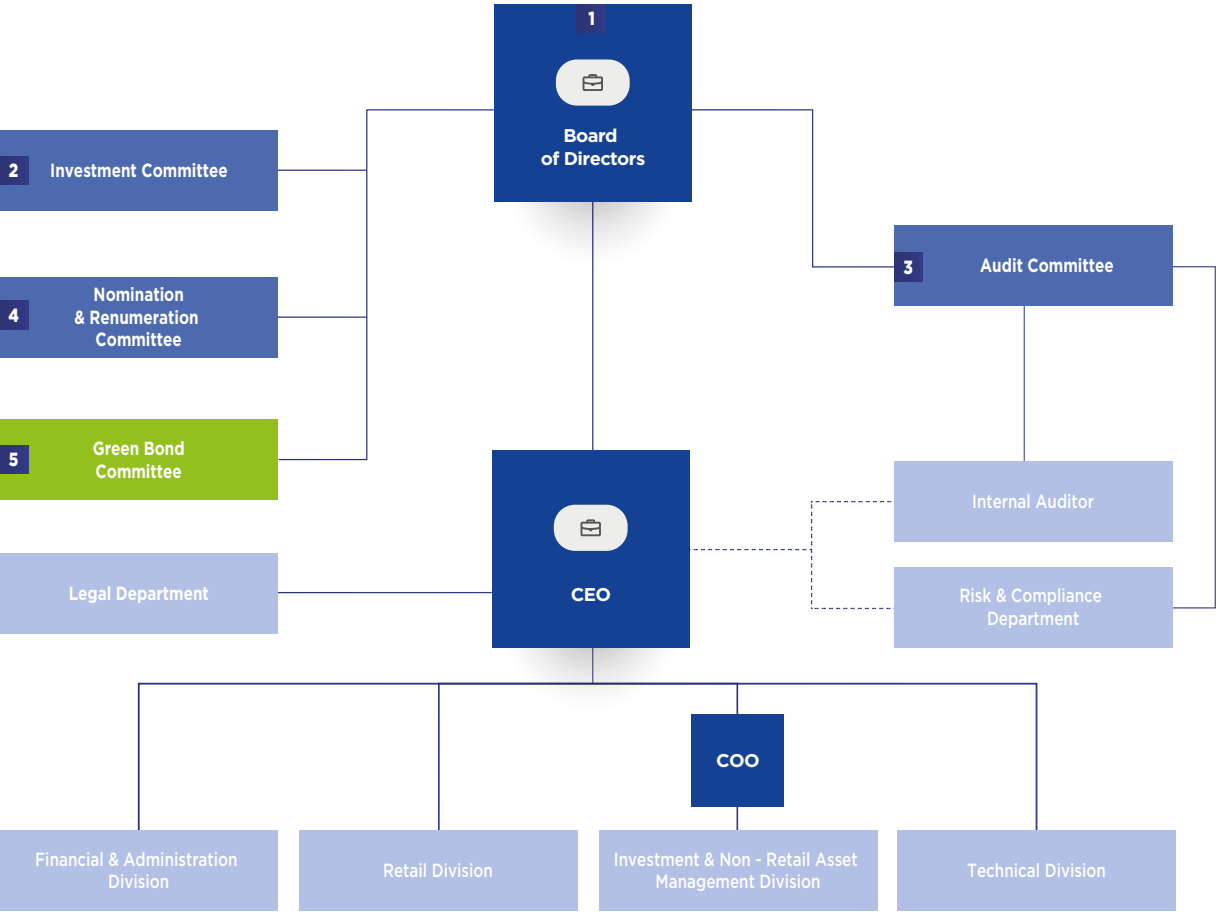 1
Board
of Directors
2
Investment Committee
3
Audit Committee
4
Nomination
& Renumeration
Committee
5
Green Bond
Committee
Internal Auditor
Legal Department
CEO
Risk & Compliance
Department
COO
Financial & Administration
Division
Retail Division
Investment & Non - Retail Asset
Management Division
Technical Division